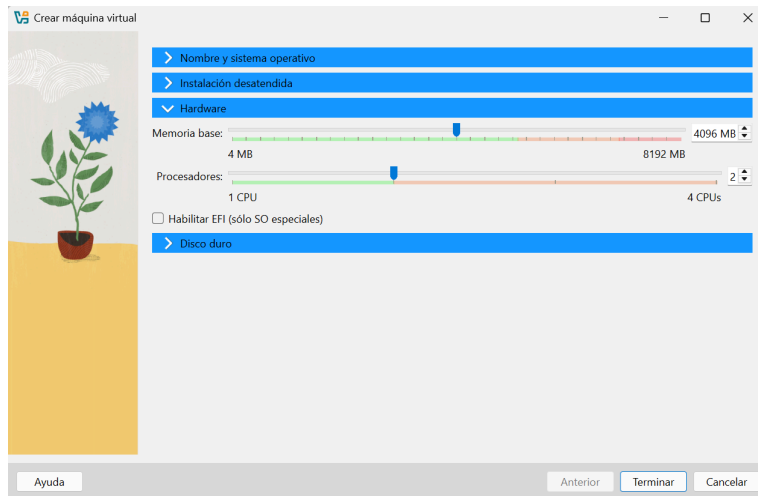 Crear máquina virtual
Nombre y sistema operativo
Instalación desatendida
Hardware
Memoria base: 4096 MB
4 MB 8192 MB
Procesadores: 2
1 CPU 4 CPUs
Habilitar EFI (sólo SO especiales)
Disco duro
Ayuda Anterior Terminar Cancelar